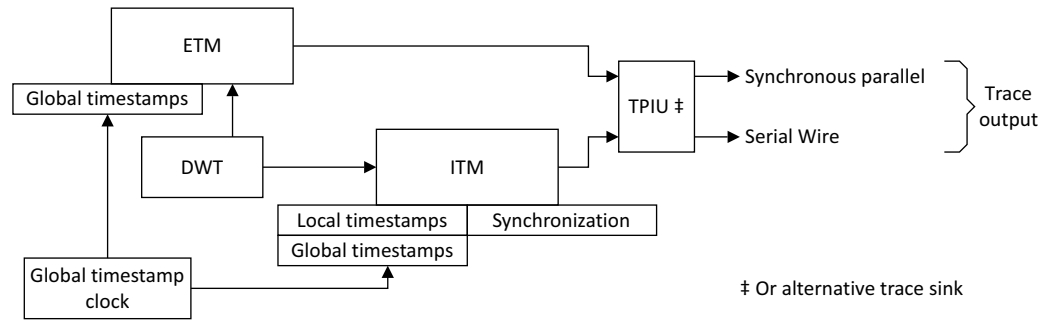 ETM
Global timestamps
TPIU ‡
Synchronous parallel
Serial Wire
Trace
output
DWT
ITM
Local timestamps
Synchronization
Global timestamps
Global timestamp
clock
‡ Or alternative trace sink